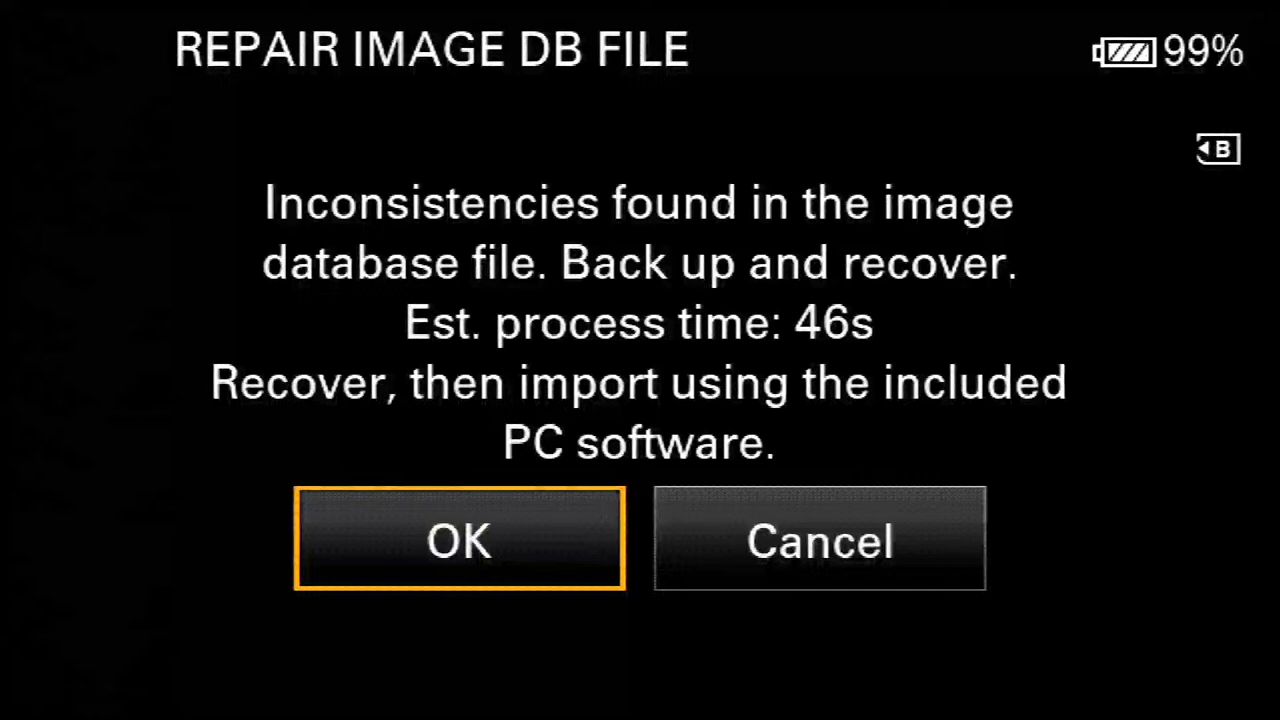 REPAIR IMAGE DB FILE
99%
B
Inconsistencies found in the image
database file. Back up and recover.
Est. process time: 46s
Recover, then import using the included
PC software.
OK
Cancel